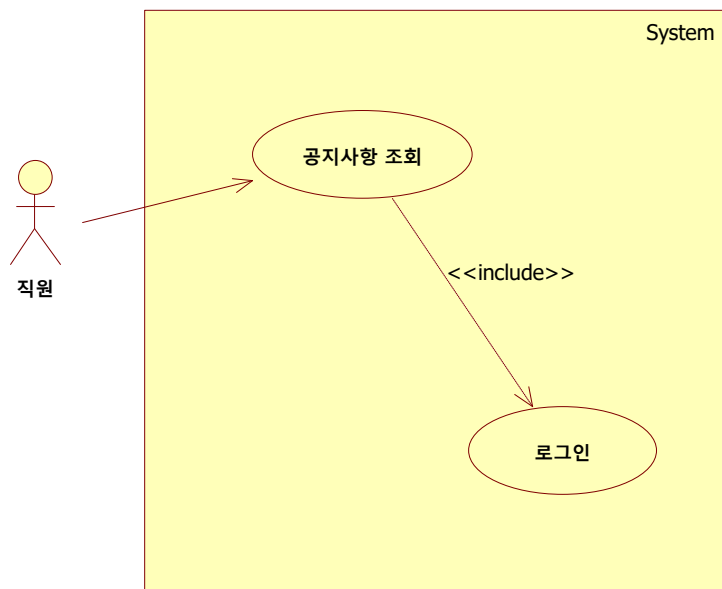 System
공지사항 조회
직원
<<include>>
로그인